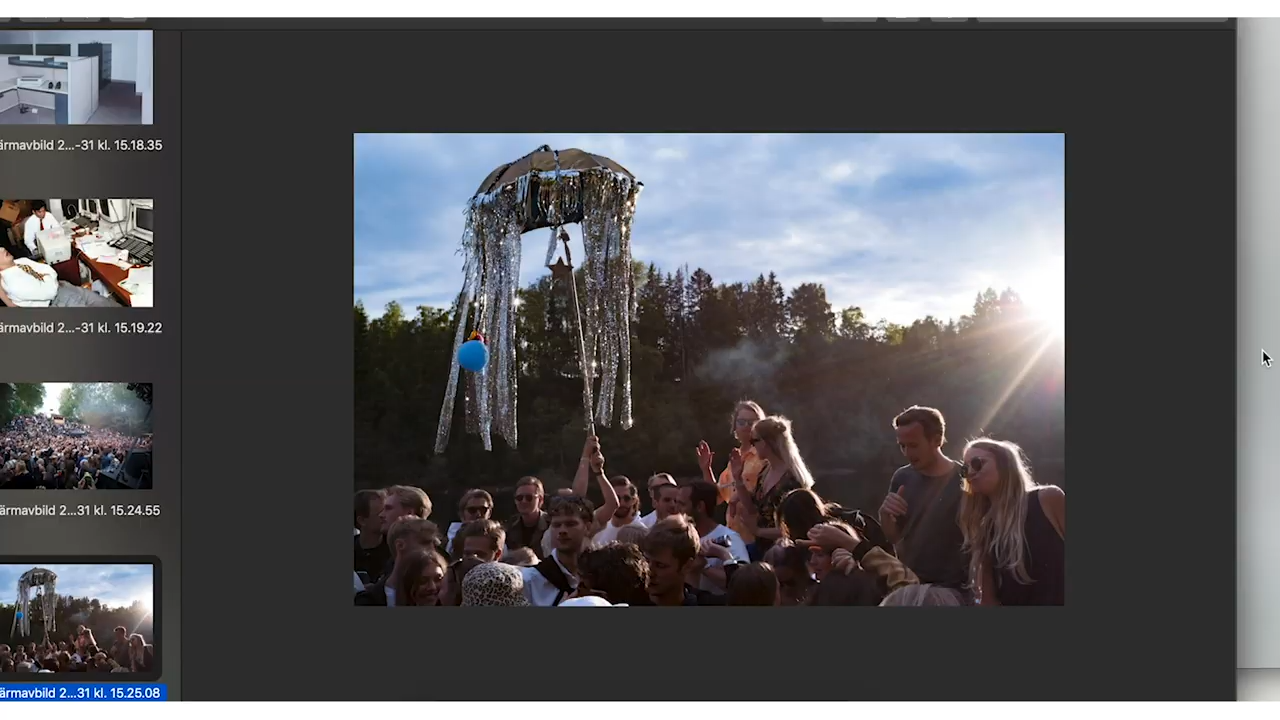 ärmavbild 2...-31 kl. 15.18.35
ärmavbild 2...-31 kl. 15.19.22
ärmavbild 2...31 kl. 15.24.55
ärmavbild 2...31 kl. 15.25.08